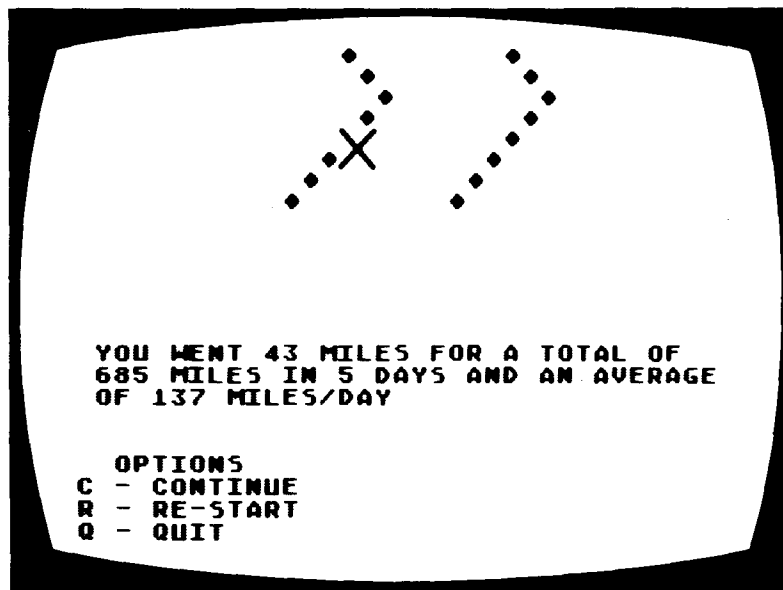 YOU WENT 43 MILES FOR A TOTAL OF
685 MILES IN 5 DAYS AND AN AVERAGE
OF 137 MILES/DAY
OPTIONS
C - CONTINUE
R - RE-START
Q - QUIT